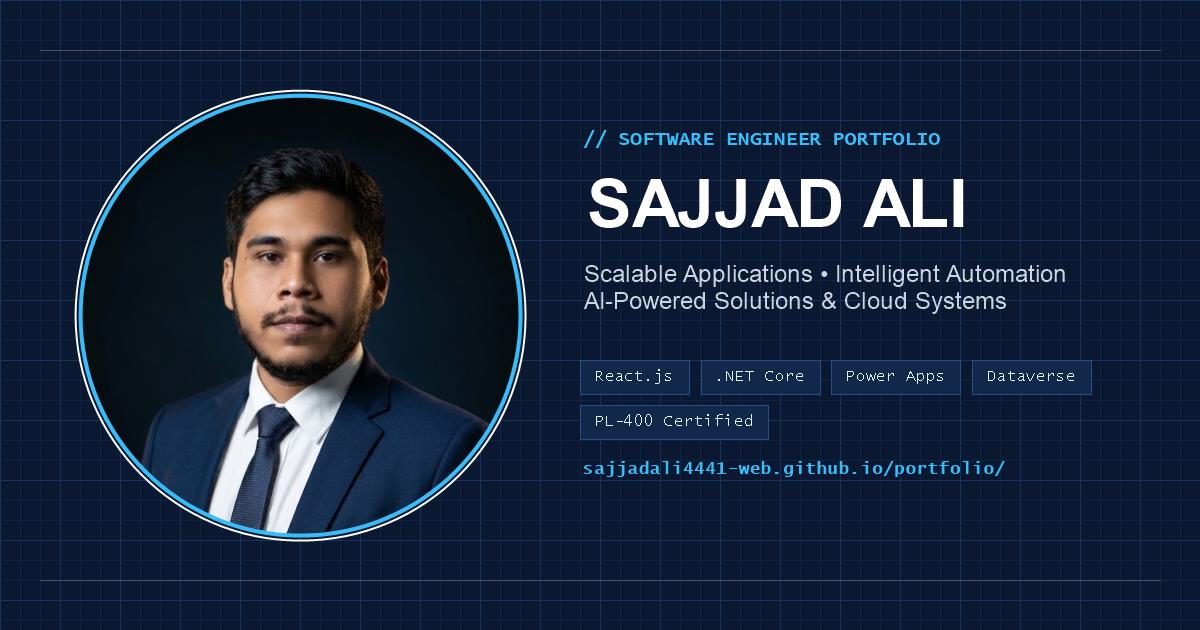 // SOFTWARE ENGINEER PORTFOLIO
SAJJAD ALI
Scalable Applications • Intelligent Automation
AI-Powered Solutions & Cloud Systems
React.js .NET Core Power Apps Dataverse
PL-400 Certified
sajjadali4441-web.github.io/portfolio/